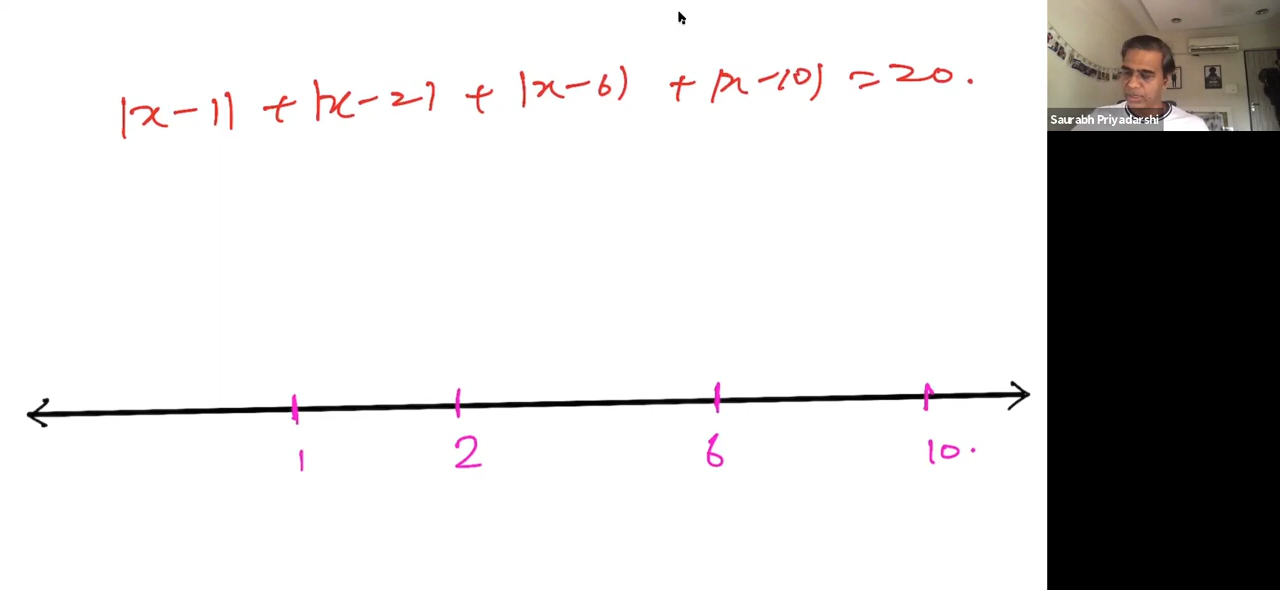 |x-1| + |x-2| + |x-6| + |x-10| = 20.
Saurabh Priyadarshi
1 2 6 10.